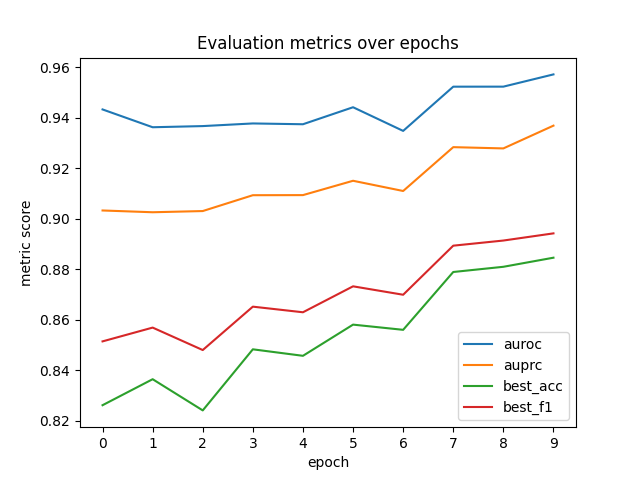 Evaluation metrics over epochs
metric score
0.96
0.94
0.92
0.90
0.88
0.86
0.84
0.82
0 1 2 3 4 5 6 7 8 9
epoch
auroc
auprc
best_acc
best_f1